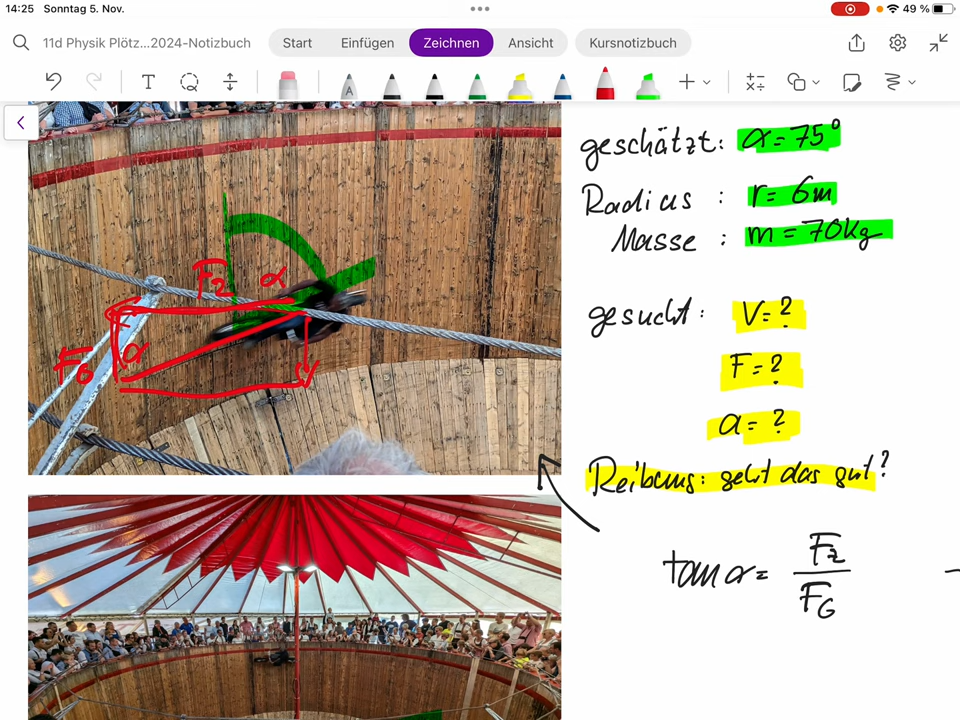 14:25 Sonntag 5. Nov.
49 %
11d Physik Plötz...2024-Notizbuch
Start
Einfügen
Zeichnen
Ansicht
Kursnotizbuch
T
A
geschätzt: α = 75°
Radius : r = 6m
Masse : m = 70kg
gesucht: V = ?
F = ?
a = ?
Reibung: geht das gut?
tan α = Fz / FG
Fz α
FG α